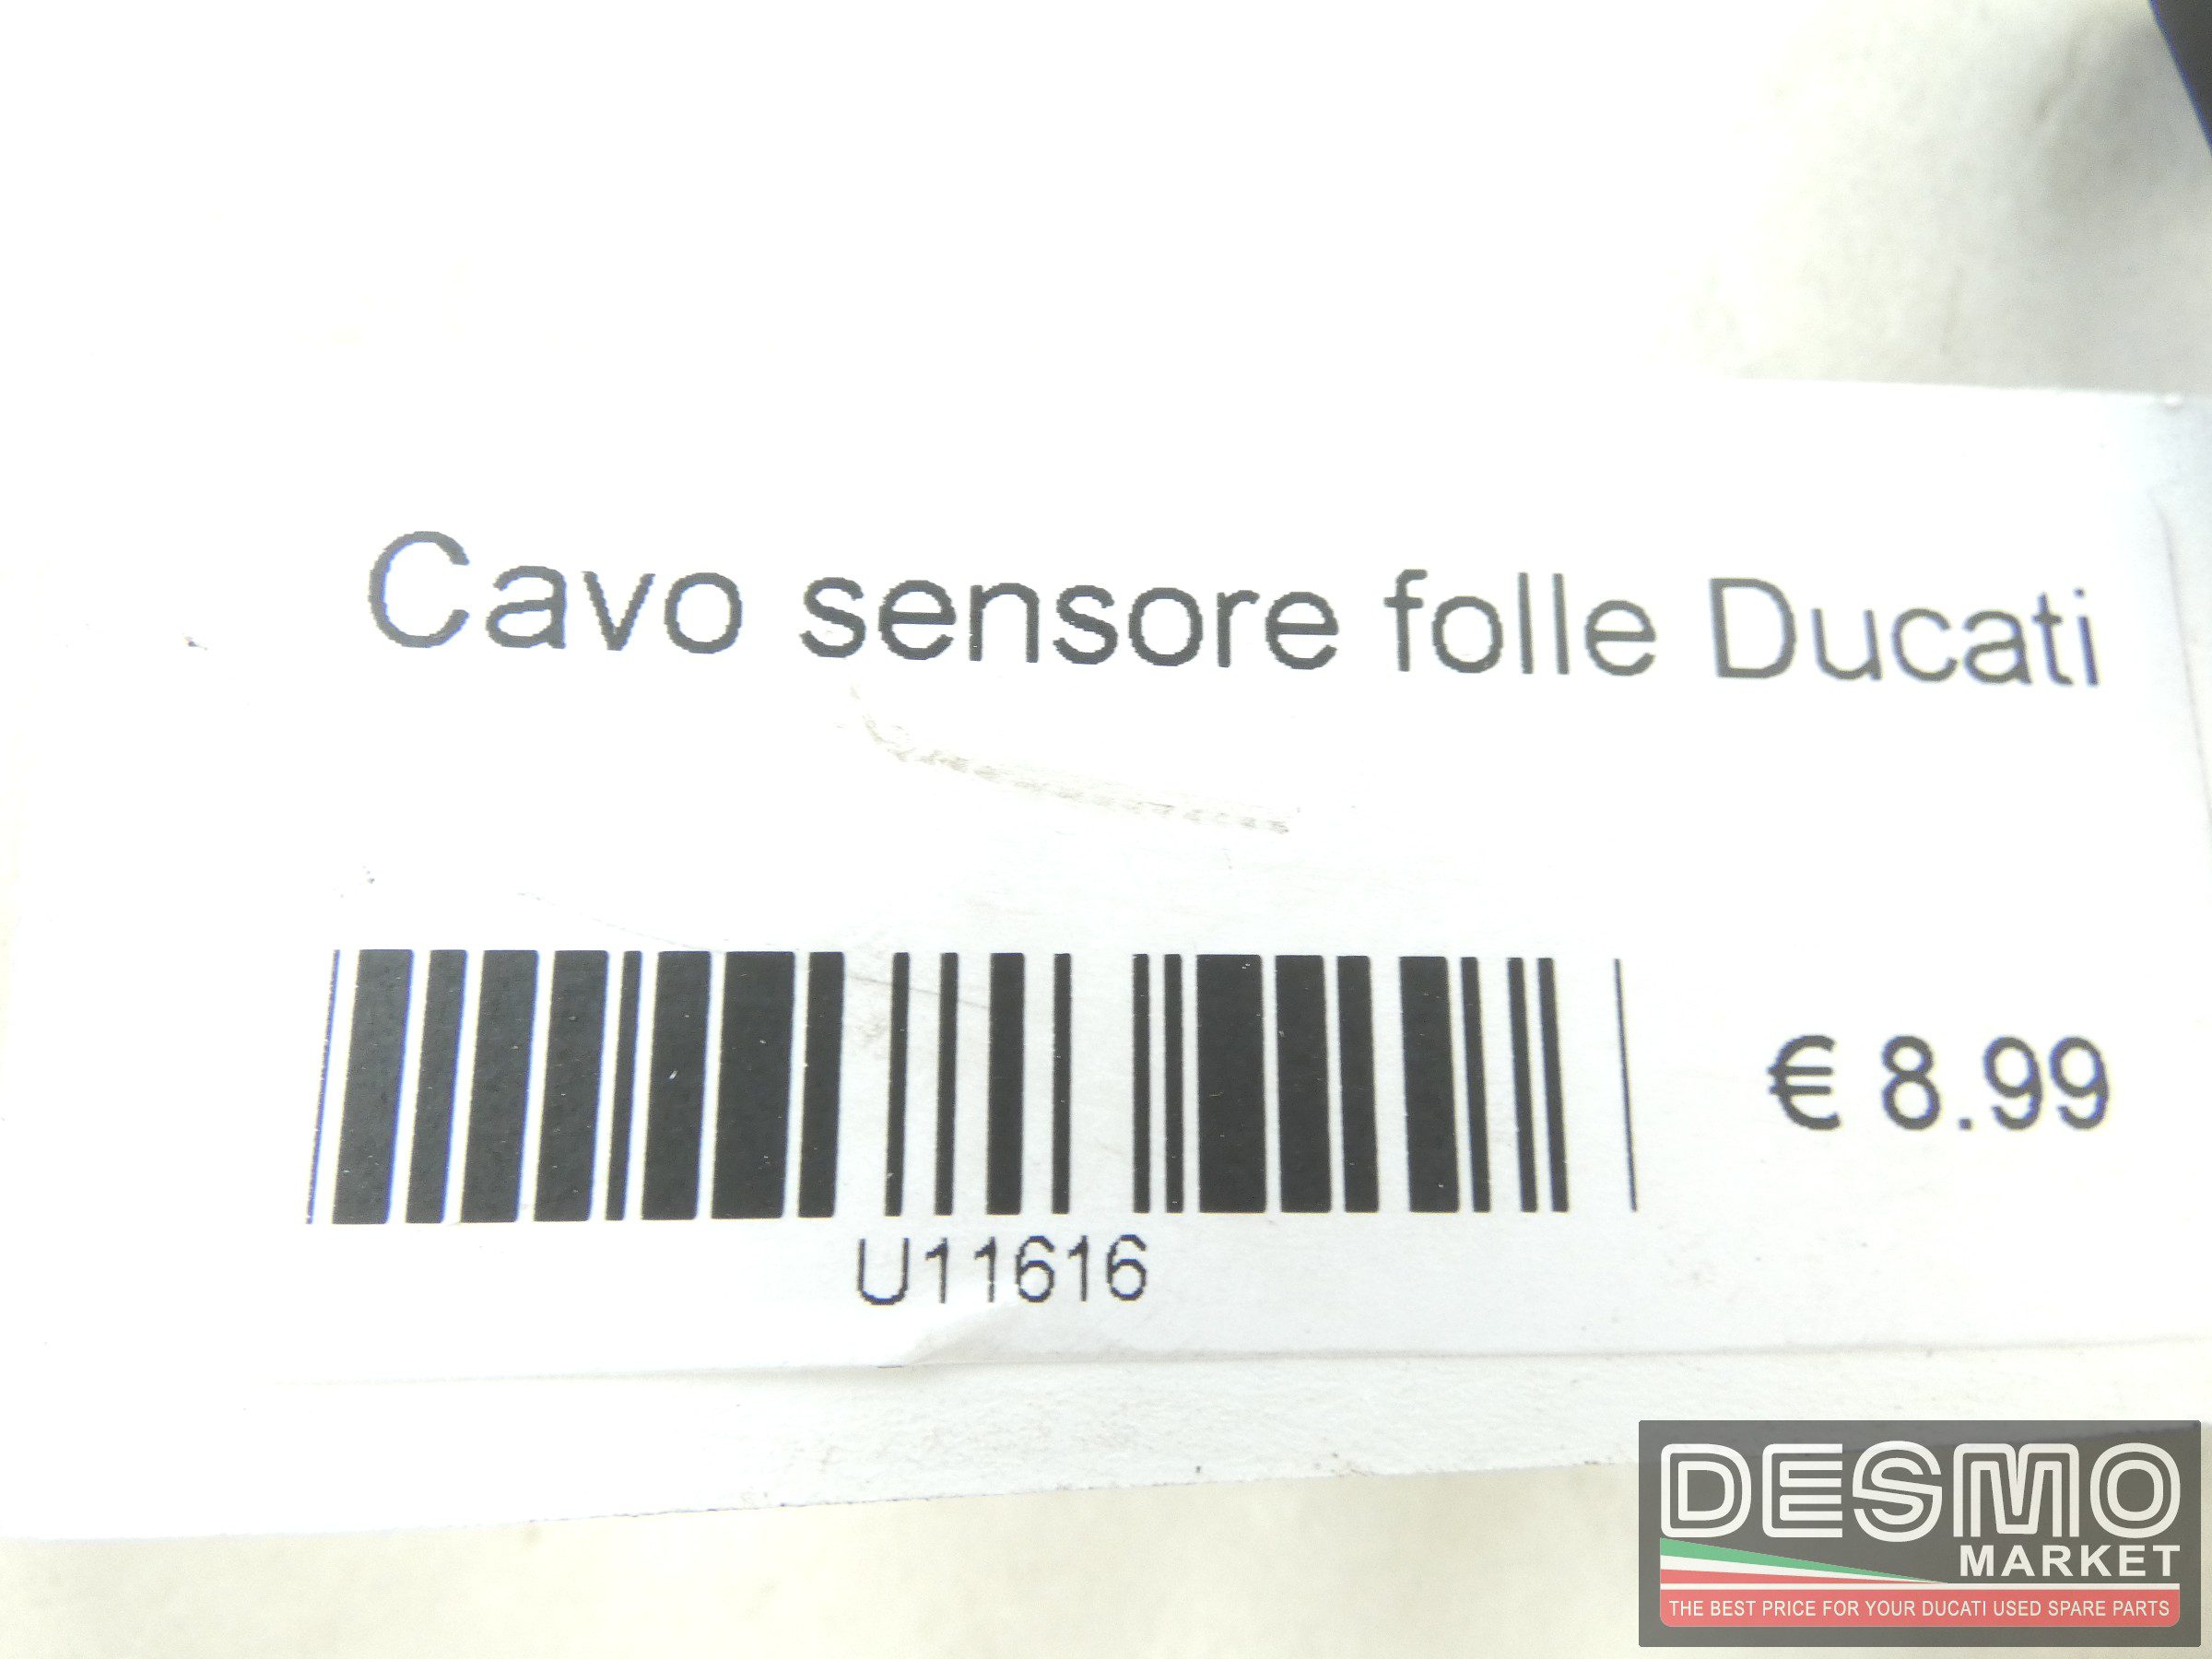 Cavo sensore folle Ducati
€ 8.99
U11616
DESMO
MARKET
THE BEST PRICE FOR YOUR DUCATI USED SPARE PARTS